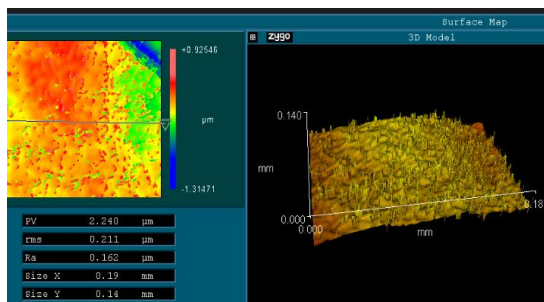 Surface Map
zygo
3D Model
+0.92546
µm
-1.31471
0.140
mm
0.000
0.000
mm
0.18
PV 2.240 µm
rms 0.211 µm
Ra 0.162 µm
Size X 0.19 mm
Size Y 0.14 mm